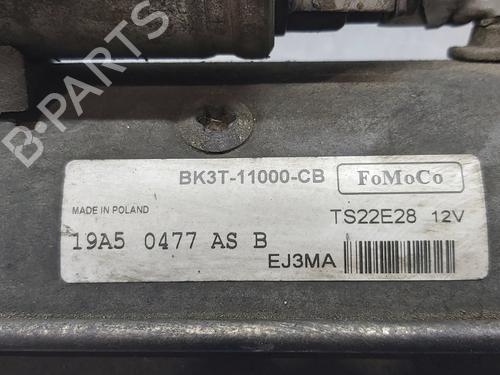 B-PARTS
BK3T-11000-CB
FoMoCo
MADE IN POLAND
TS22E28 12V
19A5 0477 AS B
EJ3MA